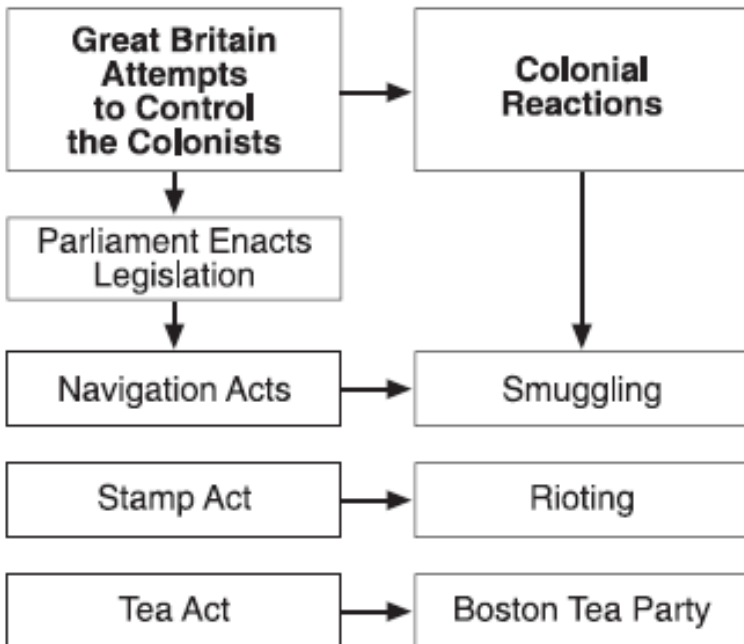 Great Britain
Attempts
to Control
the Colonists
Colonial
Reactions
Parliament Enacts
Legislation
Navigation Acts
Smuggling
Stamp Act
Rioting
Tea Act
Boston Tea Party